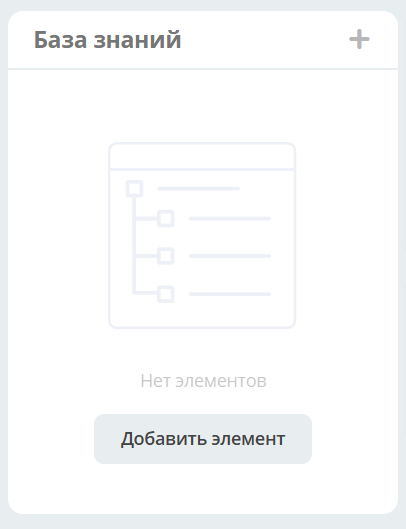 База знаний
Нет элементов
Добавить элемент